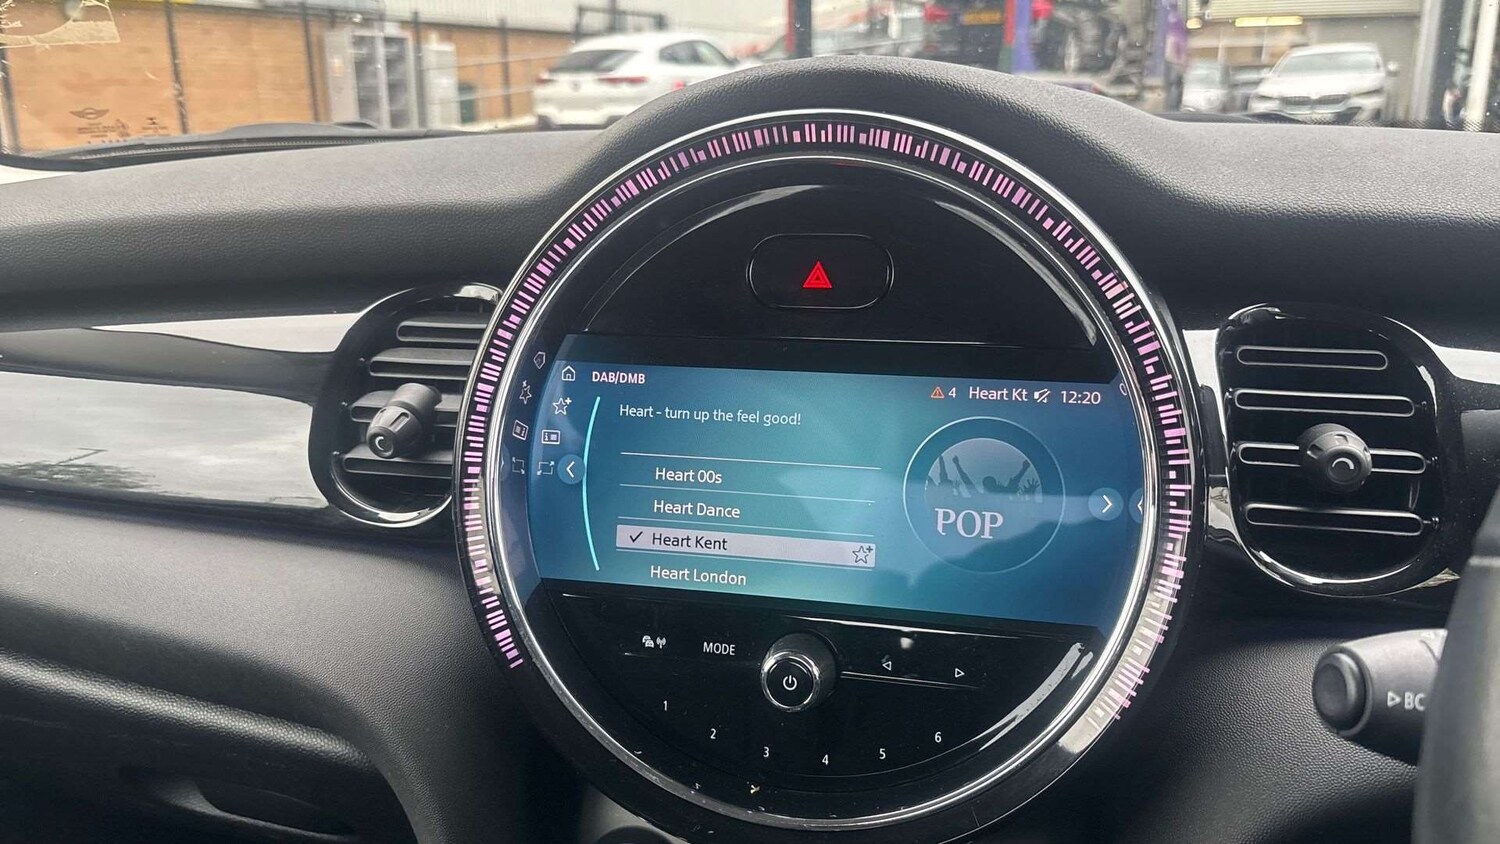 DAB/DMB
4 Heart Kt 12:20
Heart - turn up the feel good!
Heart 00s
Heart Dance
Heart Kent
Heart London
POP
MODE
1
2
3
4
5
6
BC